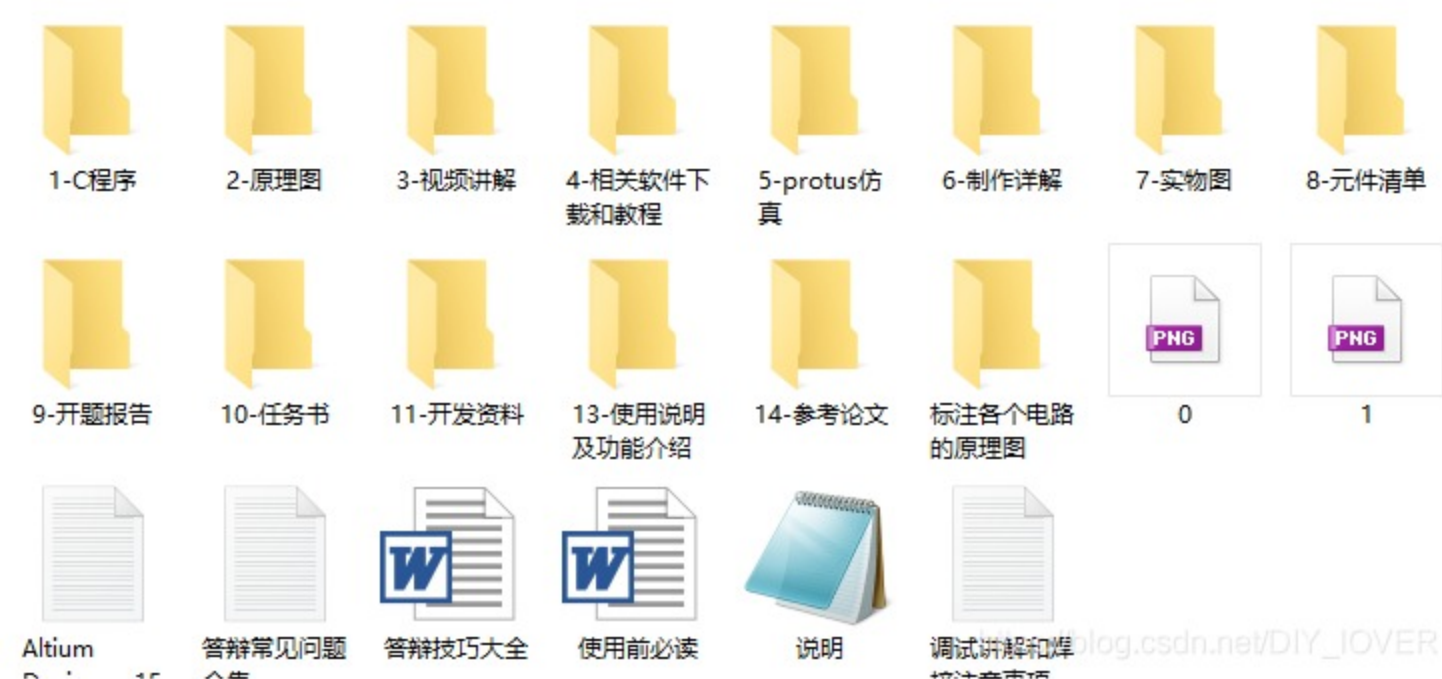 1-C程序
2-原理图
3-视频讲解
4-相关软件下
载和教程
5-protus仿
真
6-制作详解
7-实物图
8-元件清单
9-开题报告
10-任务书
11-开发资料
13-使用说明
及功能介绍
14-参考论文
标注各个电路
的原理图
PNG
0
PNG
1
Altium
答辩常见问题
W
答辩技巧大全
W
使用前必读
说明
调试讲解和焊
blog.csdn.net/DIY_IOVER